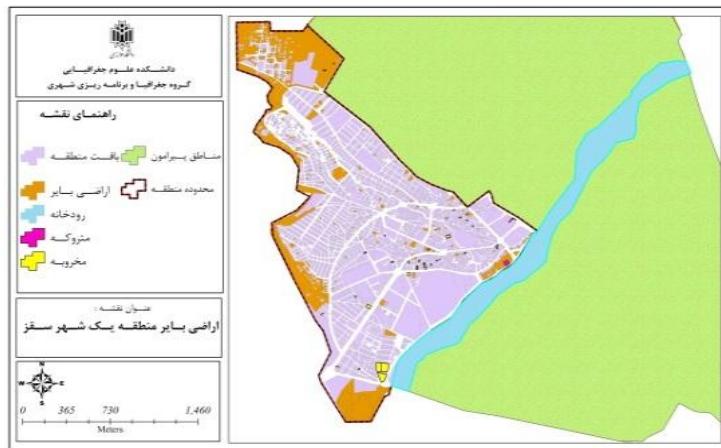 دانشکده علوم جغرافیایی
گروه جغرافیا و برنامه ریزی شهری
راهنمای نقشه
مناطق پیرامون
بافت منطقه
محدوده منطقه
اراضی بایر
رودخانه
متروکه
مخروبه
عنوان نقشه :
اراضی بایر منطقه یک شهر سقز
N
W E
S
0 365 730 1,460
Meters